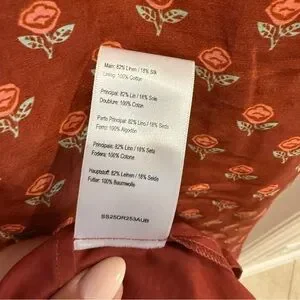 Main: 82% Linen / 18% Silk
Lining: 100% Cotton
Principal: 82% Lin / 18% Soie
Doublure: 100% Coton
Parte Principal: 82% Lino / 18% Seda
Forro: 100% Algodón
Principale: 82% Lino / 18% Seta
Fodera: 100% Cotone
Hauptstoff: 82% Leinen / 18% Seide
Futter: 100% Baumwolle
SS25DR253AUB